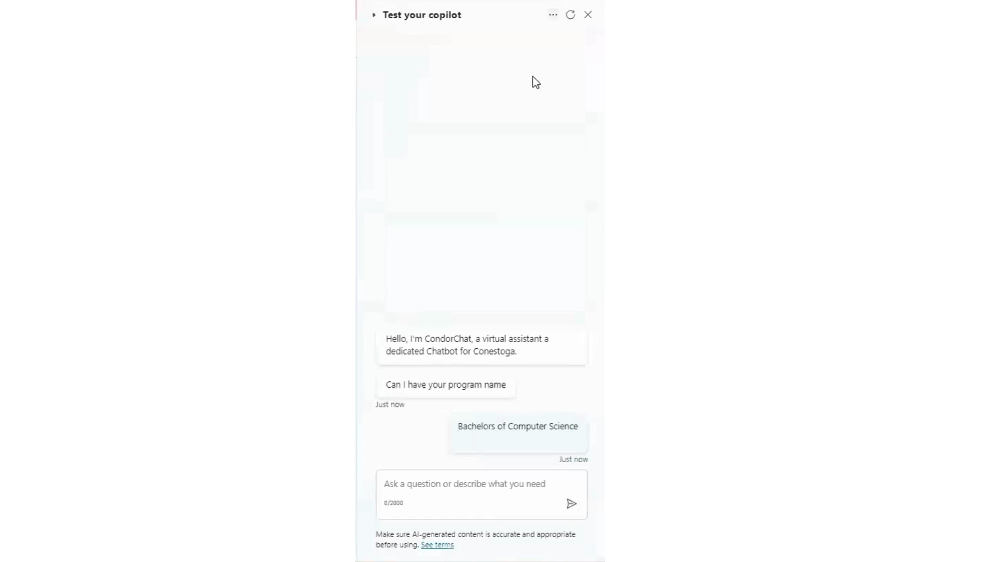 Test your copilot
Hello, I'm CondorChat, a virtual assistant a
dedicated Chatbot for Conestoga.
Can I have your program name
Just now
Bachelors of Computer Science
Just now
Ask a question or describe what you need
0/2000
Make sure AI-generated content is accurate and appropriate
before using. See terms